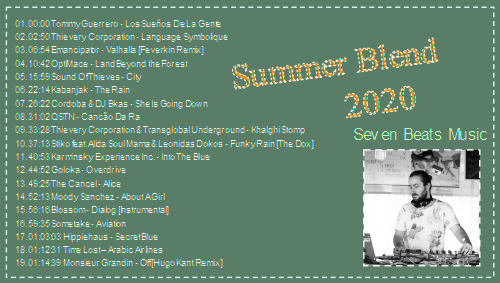 01.00:00 Tommy Guerrero - Los Sueños De La Gente
02.02:50 Thievery Corporation - Language Symbolique
03.06:54 Emancipator - Valhalla [Feverkin Remix]
04.10:42 OptiMace - Land Beyond the Forest
05.15:59 Sound Of Thieves - City
06.22:14 Kabanjak - The Rain
07.26:22 Cordoba & DJ Ekas - She Is Going Down
08.31:02 QSTN - Cancão Da Ra
09.33:28 Thievery Corporation & Transglobal Underground - Khalghi Stomp
10.37:13 Stiko feat. Alda Soul Mama & Leonidas Dokos - Funky Rain [The Dox]
11.40:53 Karminsky Experience Inc. - Into The Blue
12.44:52 Goloka - Overdrive
13.49:25 The Cancel - Alice
14.52:13 Moody Sanchez - About A Girl
15.56:16 Blossom - Dialog [Instrumental]
16.59:35 Sometake - Aviation
17.01:03:03 Hippiehaus - Secret Blue
18.01:12:31 Time Lost – Arabic Airlines
19.01:14:39 Monsieur Grandin - Off [Hugo Kant Remix]
Summer Blend
2020
Seven Beats Music